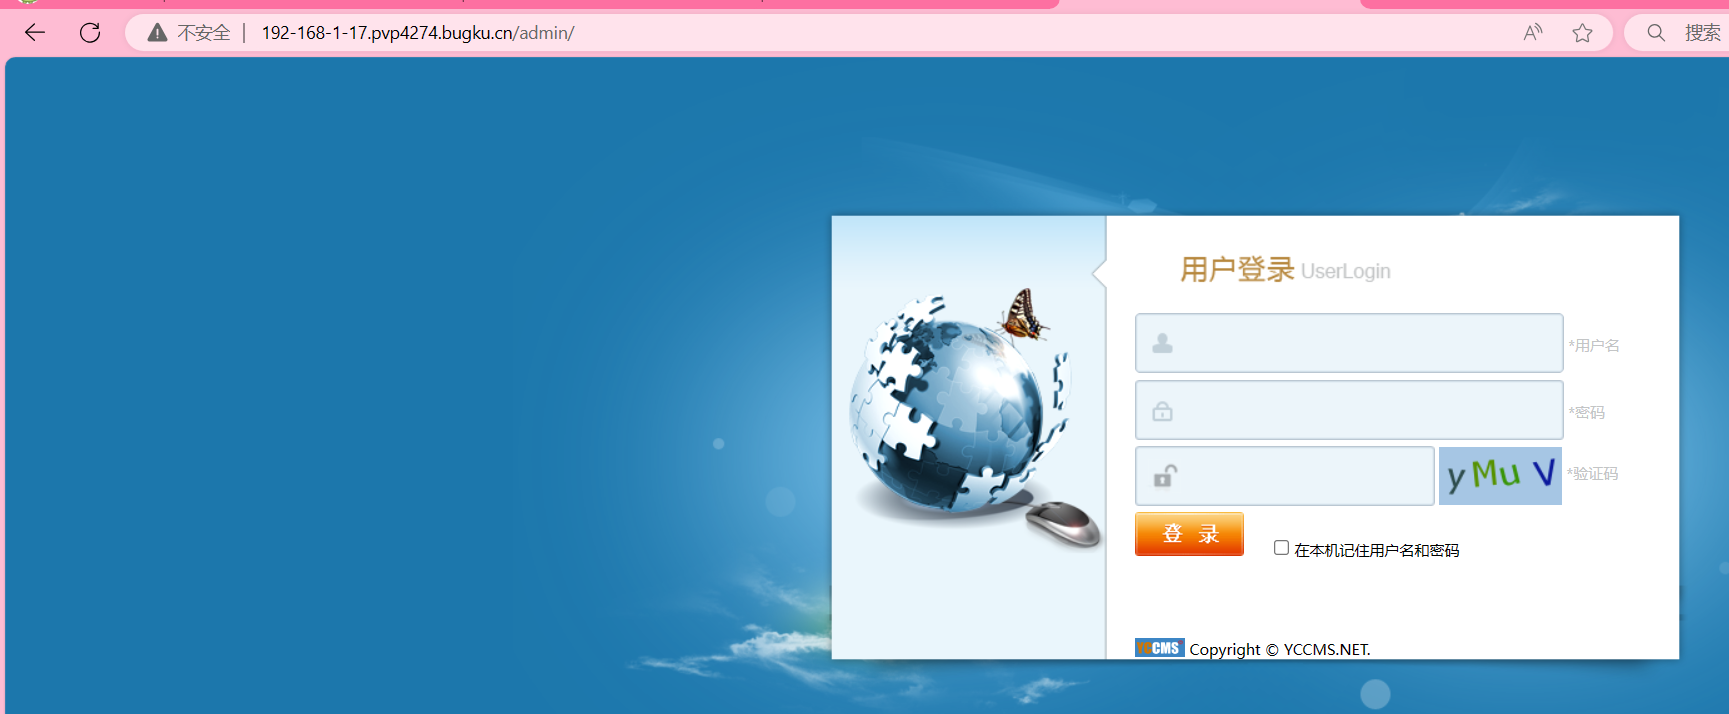 不安全 | 192-168-1-17.pvp4274.bugku.cn/admin/
搜索
用户登录 UserLogin
*用户名
*密码
yMuV *验证码
登 录
在本机记住用户名和密码
YCCMS Copyright © YCCMS.NET.